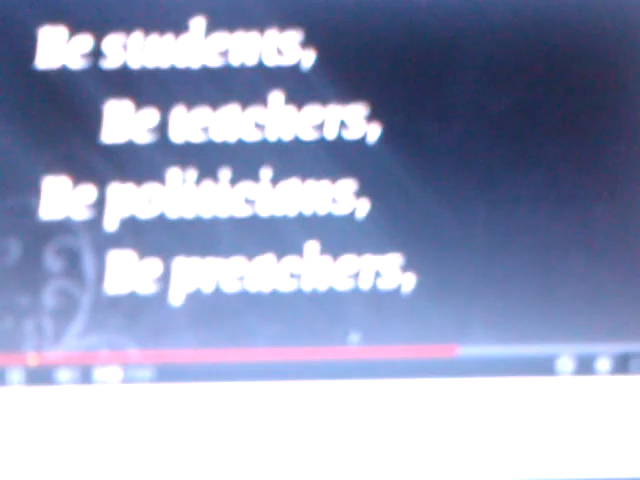 Be students,
Be teachers,
Be politicians,
Be preachers,